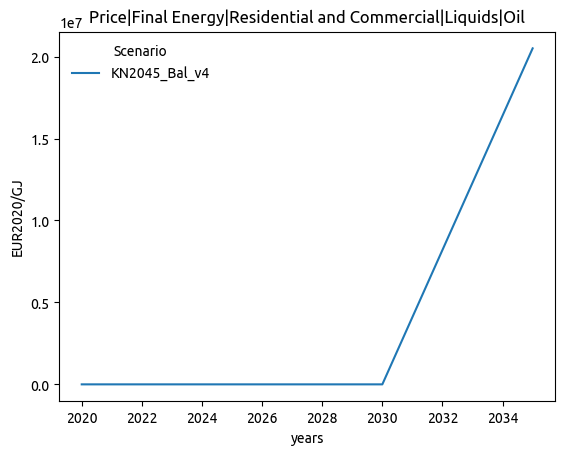 Price|Final Energy|Residential and Commercial|Liquids|Oil
1e7
Scenario
KN2045_Bal_v4
2.0
1.5
1.0
0.5
0.0
EUR2020/GJ
2020 2022 2024 2026 2028 2030 2032 2034
years